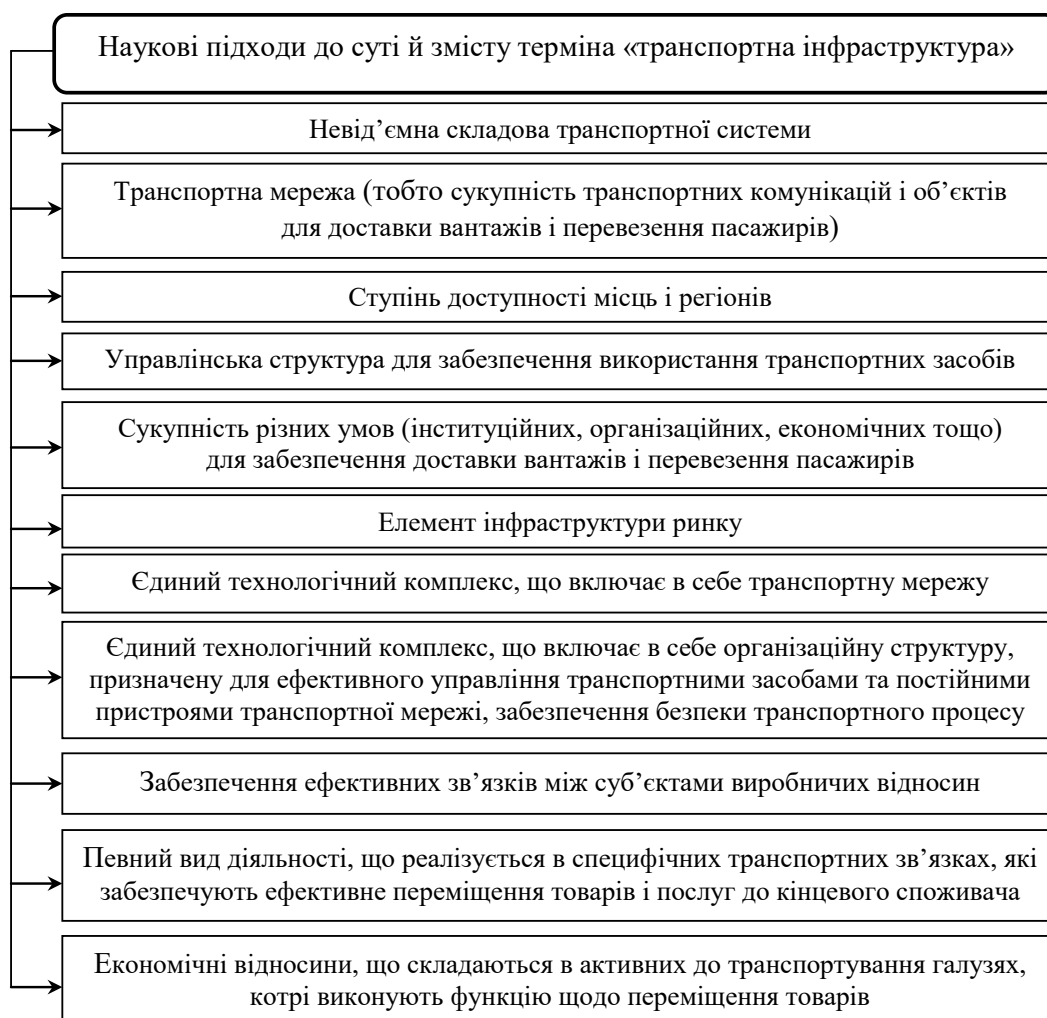 Наукові підходи до суті й змісту терміна «транспортна інфраструктура»
Невід’ємна складова транспортної системи
Транспортна мережа (тобто сукупність транспортних комунікацій і об’єктів
для доставки вантажів і перевезення пасажирів)
Ступінь доступності місць і регіонів
Управлінська структура для забезпечення використання транспортних засобів
Сукупність різних умов (інституційних, організаційних, економічних тощо)
для забезпечення доставки вантажів і перевезення пасажирів
Елемент інфраструктури ринку
Єдиний технологічний комплекс, що включає в себе транспортну мережу
Єдиний технологічний комплекс, що включає в себе організаційну структуру,
призначену для ефективного управління транспортними засобами та постійними
пристроями транспортної мережі, забезпечення безпеки транспортного процесу
Забезпечення ефективних зв’язків між суб’єктами виробничих відносин
Певний вид діяльності, що реалізується в специфічних транспортних зв’язках, які
забезпечують ефективне переміщення товарів і послуг до кінцевого споживача
Економічні відносини, що складаються в активних до транспортування галузях,
котрі виконують функцію щодо переміщення товарів